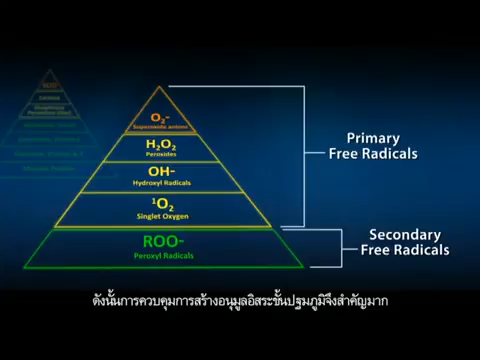 O₂⁻
Superoxide anions
H₂O₂
Peroxides
OH⁻
Hydroxyl Radicals
¹O₂
Singlet Oxygen
ROO⁻
Peroxyl Radicals
Primary
Free Radicals
Secondary
Free Radicals
ดังนั้นการควบคุมการสร้างอนุมูลอิสระขั้นปฐมภูมิจึงสำคัญมาก